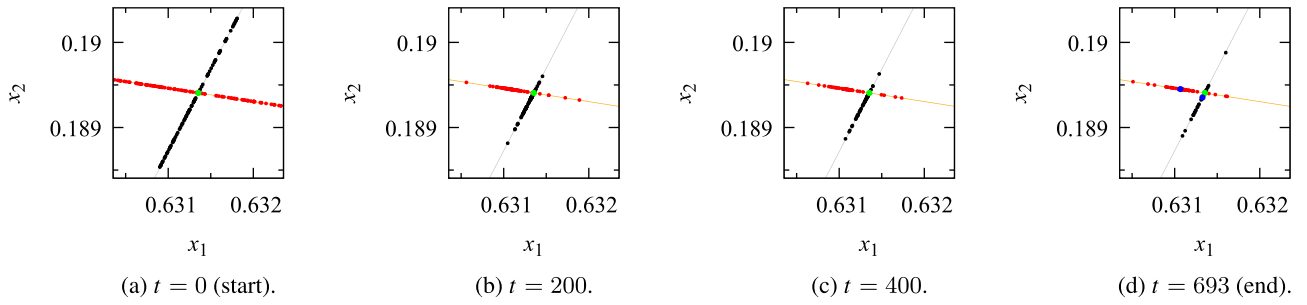 0.19
0.189
x₂
0.631
0.632
x₁
(a) t = 0 (start).
0.19
0.189
x₂
0.631
0.632
x₁
(b) t = 200.
0.19
0.189
x₂
0.631
0.632
x₁
(c) t = 400.
0.19
0.189
x₂
0.631
0.632
x₁
(d) t = 693 (end).